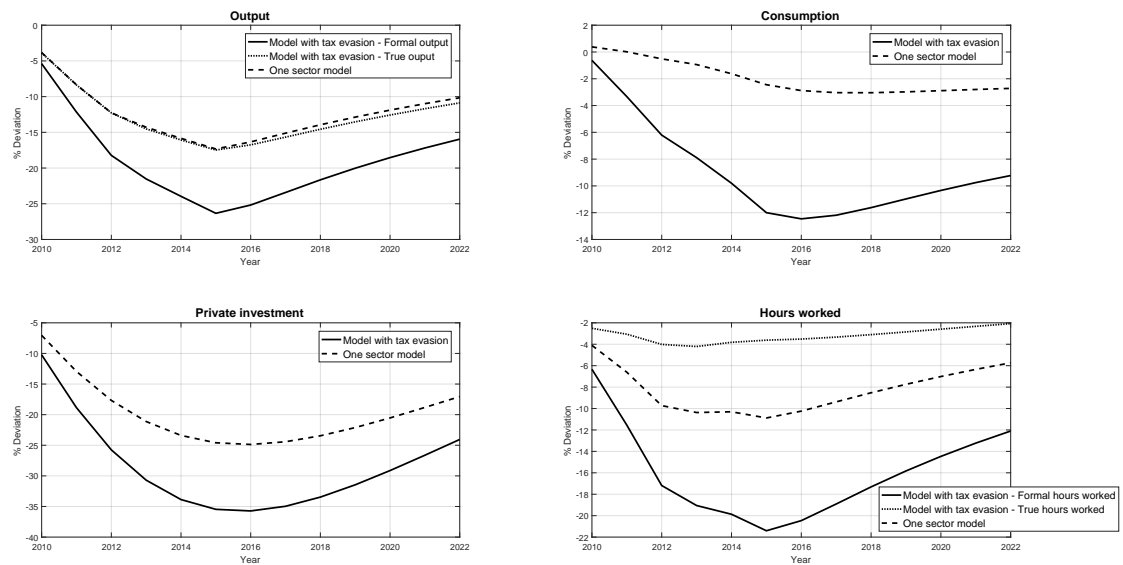 Output
0
-5
-10
-15
-20
-25
-30
% Deviation
2010 2012 2014 2016 2018 2020 2022
Year
Model with tax evasion - Formal output
Model with tax evasion - True ouput
One sector model
Consumption
2
0
-2
-4
-6
-8
-10
-12
-14
% Deviation
2010 2012 2014 2016 2018 2020 2022
Year
Model with tax evasion
One sector model
Private investment
-5
-10
-15
-20
-25
-30
-35
-40
% Deviation
2010 2012 2014 2016 2018 2020 2022
Year
Model with tax evasion
One sector model
Hours worked
-2
-4
-6
-8
-10
-12
-14
-16
-18
-20
-22
% Deviation
2010 2012 2014 2016 2018 2020 2022
Year
Model with tax evasion - Formal hours worked
Model with tax evasion - True hours worked
One sector model